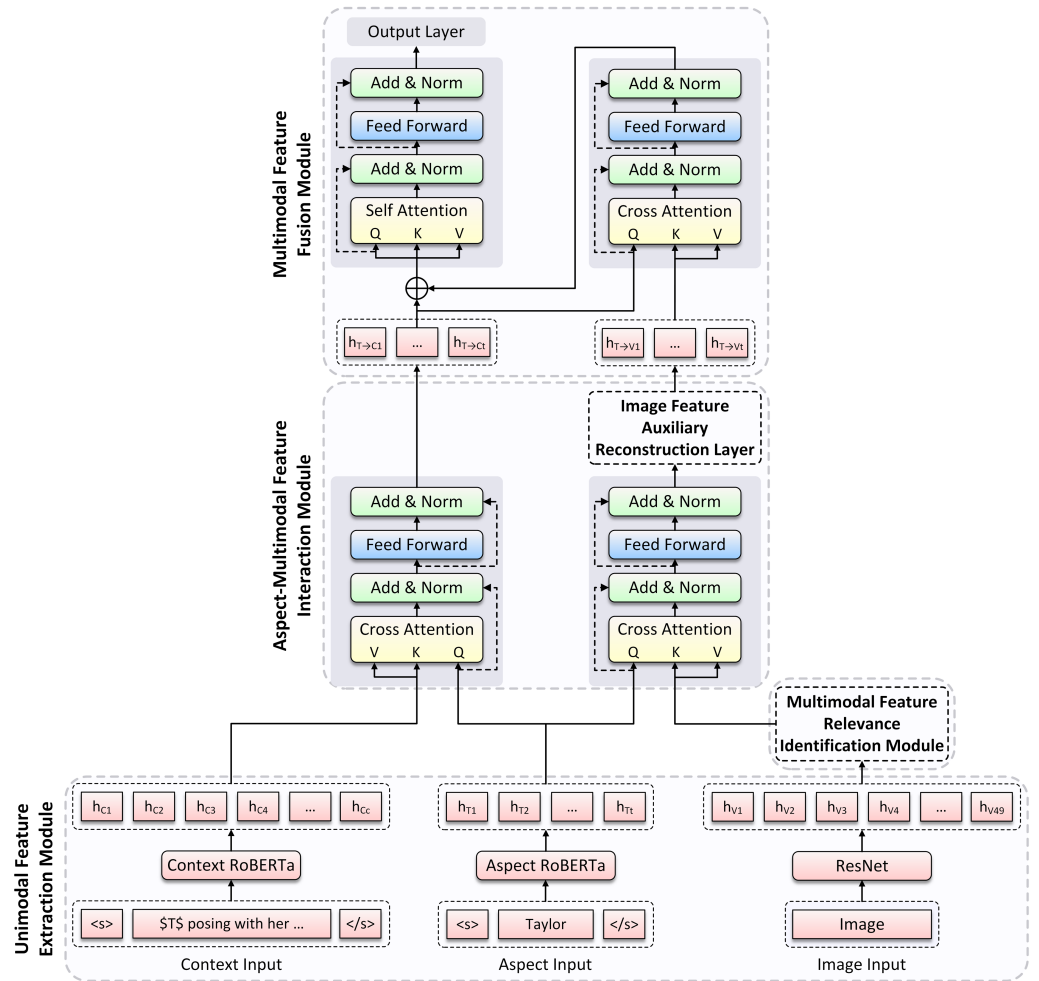 Output Layer
Add & Norm
Feed Forward
Add & Norm
Self Attention
Q K V
Add & Norm
Feed Forward
Add & Norm
Cross Attention
Q K V
Multimodal Feature
Fusion Module
hT→C1 ... hT→Ct
hT→V1 ... hT→Vt
Image Feature
Auxiliary
Reconstruction Layer
Aspect-Multimodal Feature
Interaction Module
Add & Norm
Feed Forward
Add & Norm
Cross Attention
V K Q
Add & Norm
Feed Forward
Add & Norm
Cross Attention
Q K V
Multimodal Feature
Relevance
Identification Module
Unimodal Feature
Extraction Module
hC1 hC2 hC3 hC4 ... hCc
Context RoBERTa
<s> $T$ posing with her ... </s>
Context Input
hT1 hT2 ... hTt
Aspect RoBERTa
<s> Taylor </s>
Aspect Input
hV1 hV2 hV3 hV4 ... hV49
ResNet
Image
Image Input